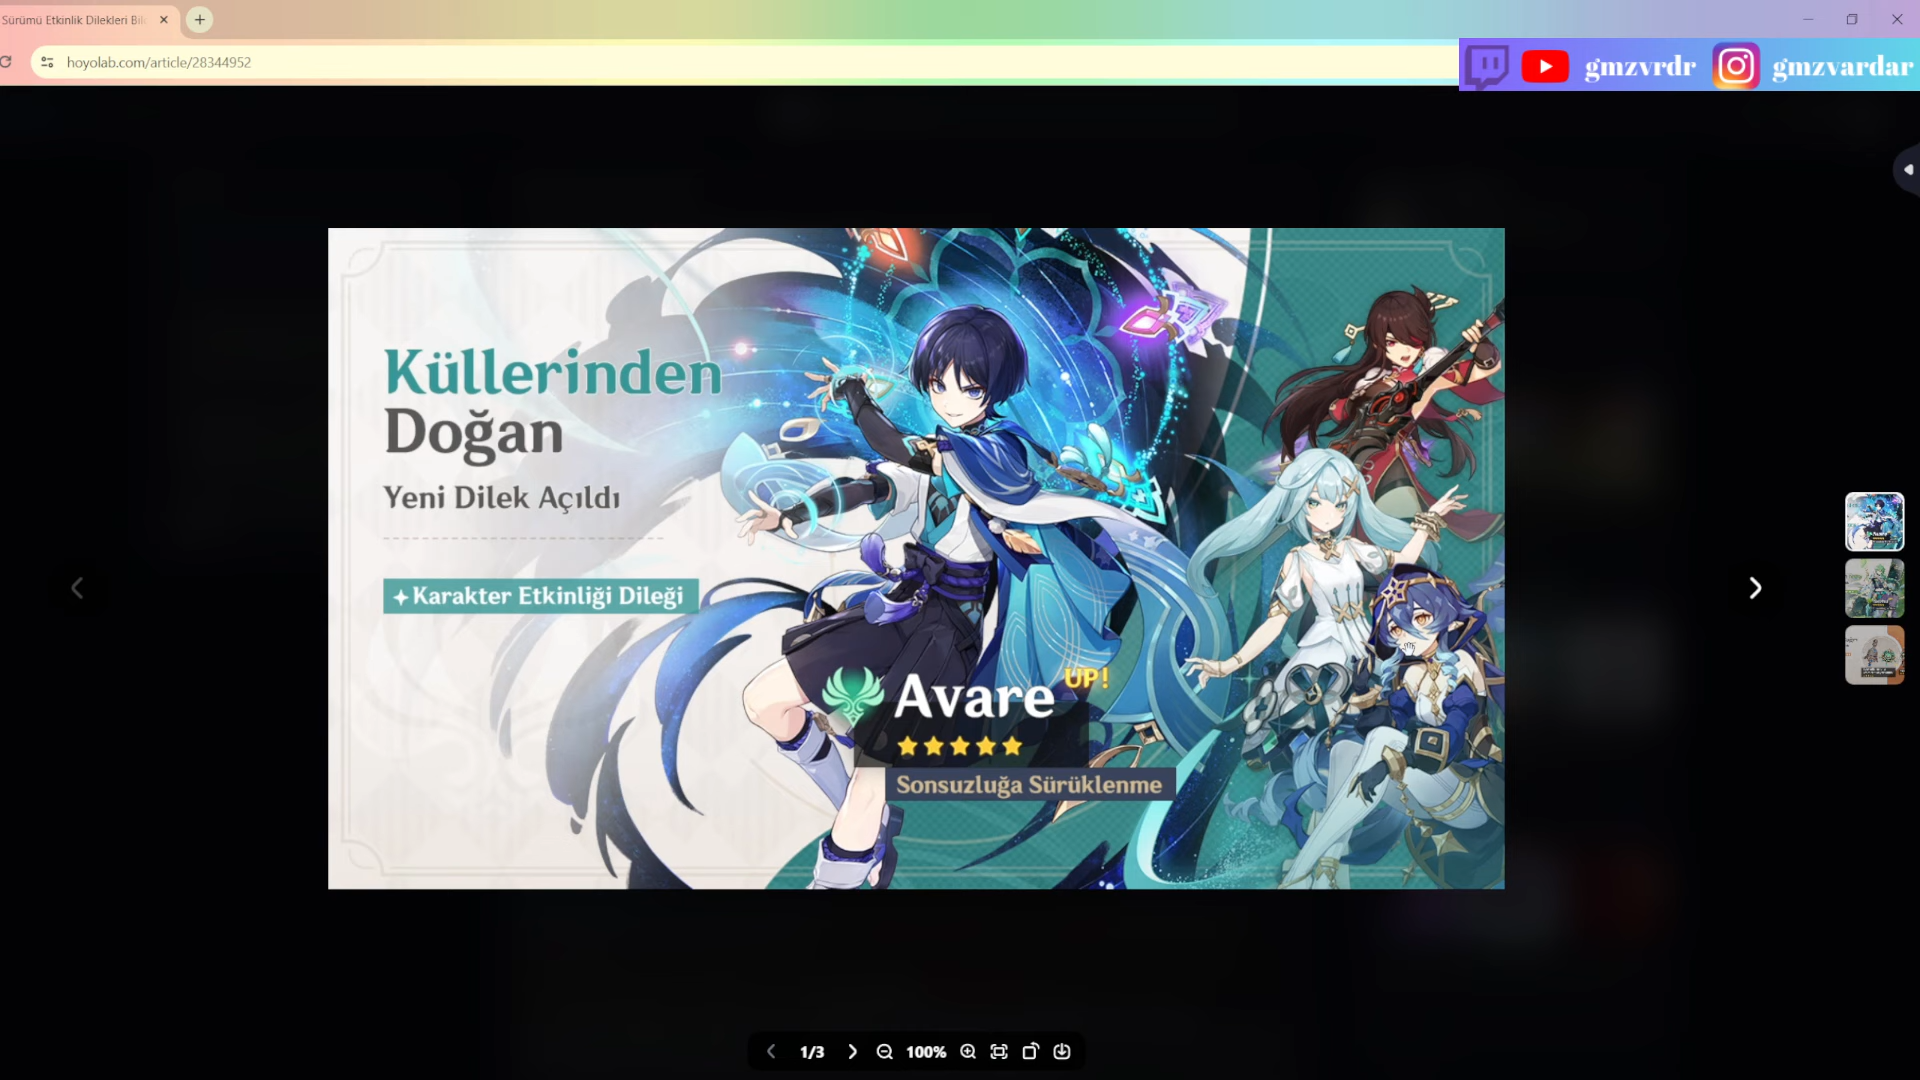 Sürümü Etkinlik Dilekleri
hoyolab.com/article/28344952
gmzvrdr
gmzvardar
Küllerinden
Doğan
Yeni Dilek Açıldı
Karakter Etkinliği Dileği
Avare
UP!
Sonsuzluğa Sürüklenme
1/3
100%